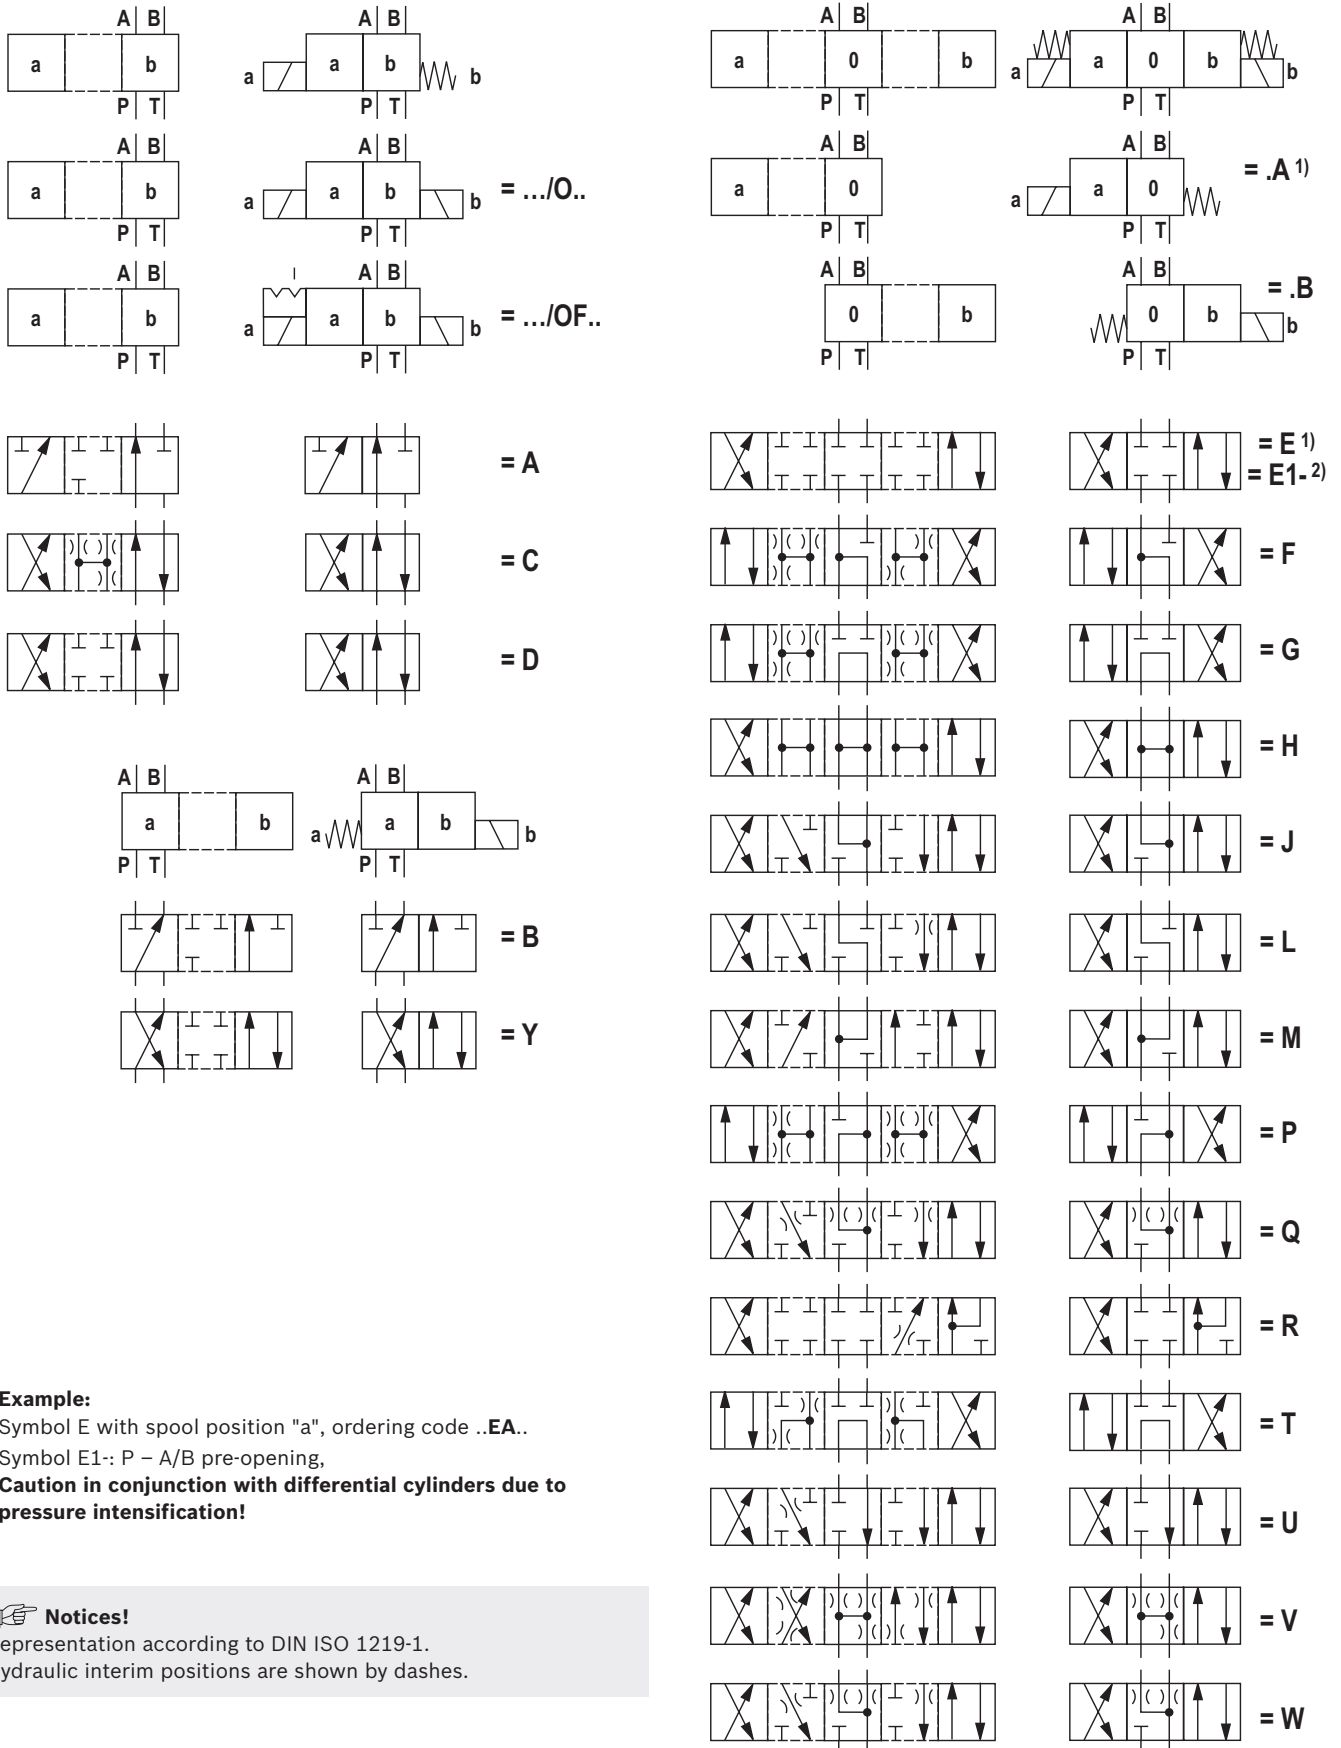 A B
a b
P T
A B
a a b b
P T
A B
a b
P T
A B
a a b b = .../O..
P T
A B
a b
P T
A B
a a b b = .../OF..
P T
= A
= C
= D
A B
a b
P T
A B
a a b b
P T
= B
= Y
Example:
Symbol E with spool position "a", ordering code ..EA..
Symbol E1-: P – A/B pre-opening,
Caution in conjunction with differential cylinders due to
pressure intensification!
Notices!
epresentation according to DIN ISO 1219-1.
ydraulic interim positions are shown by dashes.
A B
a 0 b
P T
A B
a a 0 b b
P T
A B
a 0
P T
A B
a a 0 = .A 1)
P T
A B
0 b
P T
A B
0 b b = .B
P T
= E 1)
= E1- 2)
= F
= G
= H
= J
= L
= M
= P
= Q
= R
= T
= U
= V
= W